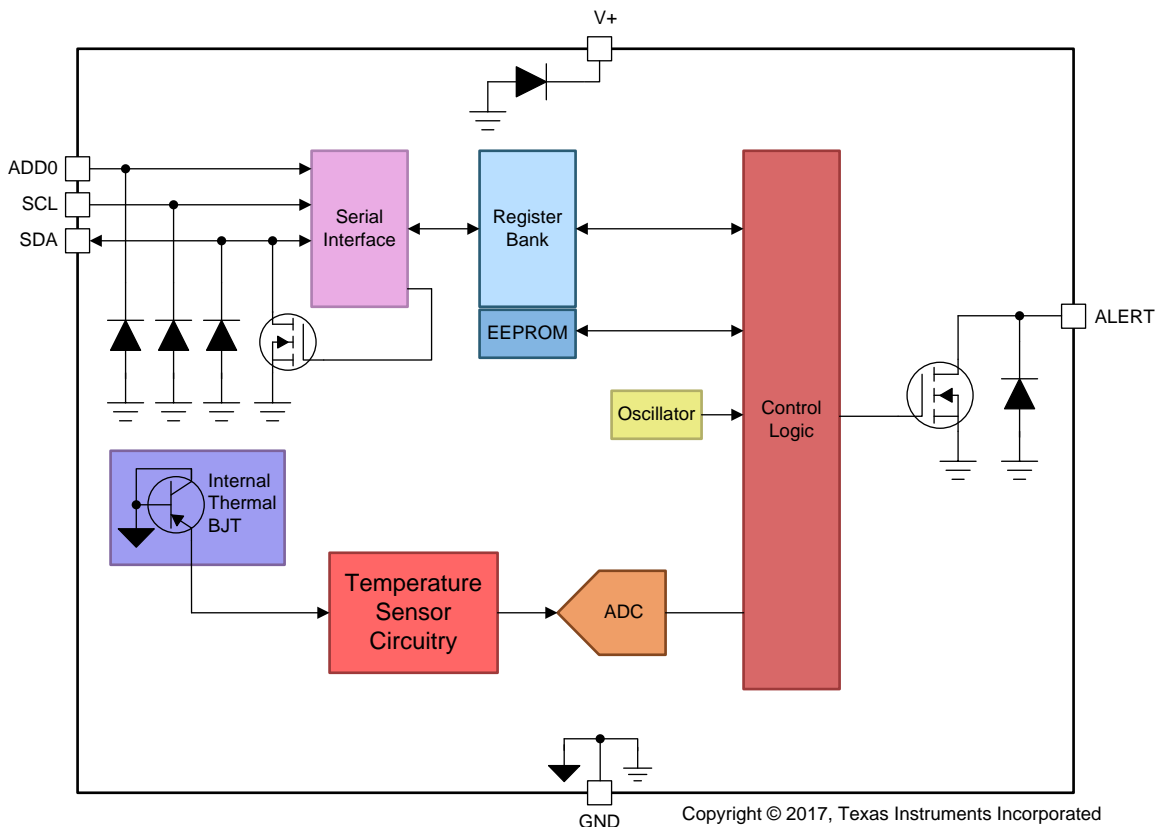 V+
ADD0
SCL
SDA
Serial
Interface
Register
Bank
EEPROM
ALERT
Oscillator
Control
Logic
Internal
Thermal
BJT
Temperature
Sensor
Circuitry
ADC
GND
Copyright © 2017, Texas Instruments Incorporated